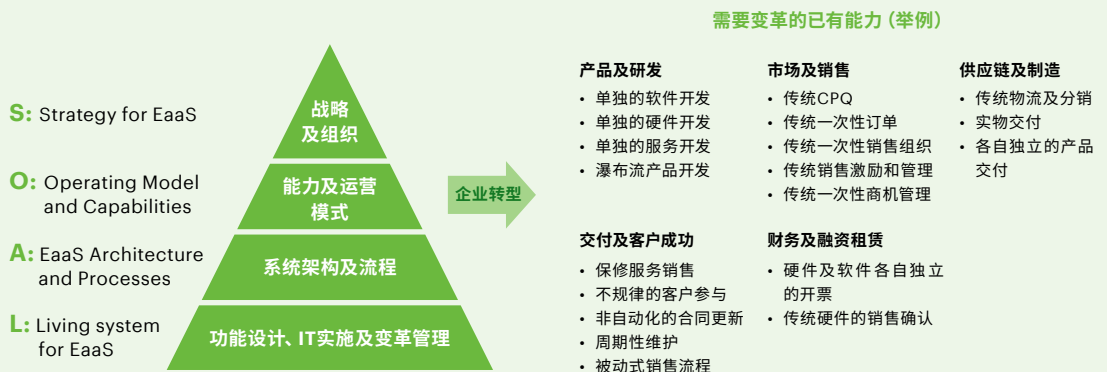 需要变革的已有能力（举例）
S: Strategy for EaaS
O: Operating Model
and Capabilities
A: EaaS Architecture
and Processes
L: Living system
for EaaS
战略
及组织
能力及运营
模式
系统架构及流程
功能设计、IT实施及变革管理
企业转型
产品及研发
• 单独的软件开发
• 单独的硬件开发
• 单独的服务开发
• 瀑布流产品开发
市场及销售
• 传统CPQ
• 传统一次性订单
• 传统一次性销售组织
• 传统销售激励和管理
• 传统一次性商机管理
供应链及制造
• 传统物流及分销
• 实物交付
• 各自独立的产品
交付
交付及客户成功
• 保修服务销售
• 不规律的客户参与
• 非自动化的合同更新
• 周期性维护
• 被动式销售流程
财务及融资租赁
• 硬件及软件各自独立
的开票
• 传统硬件的销售确认